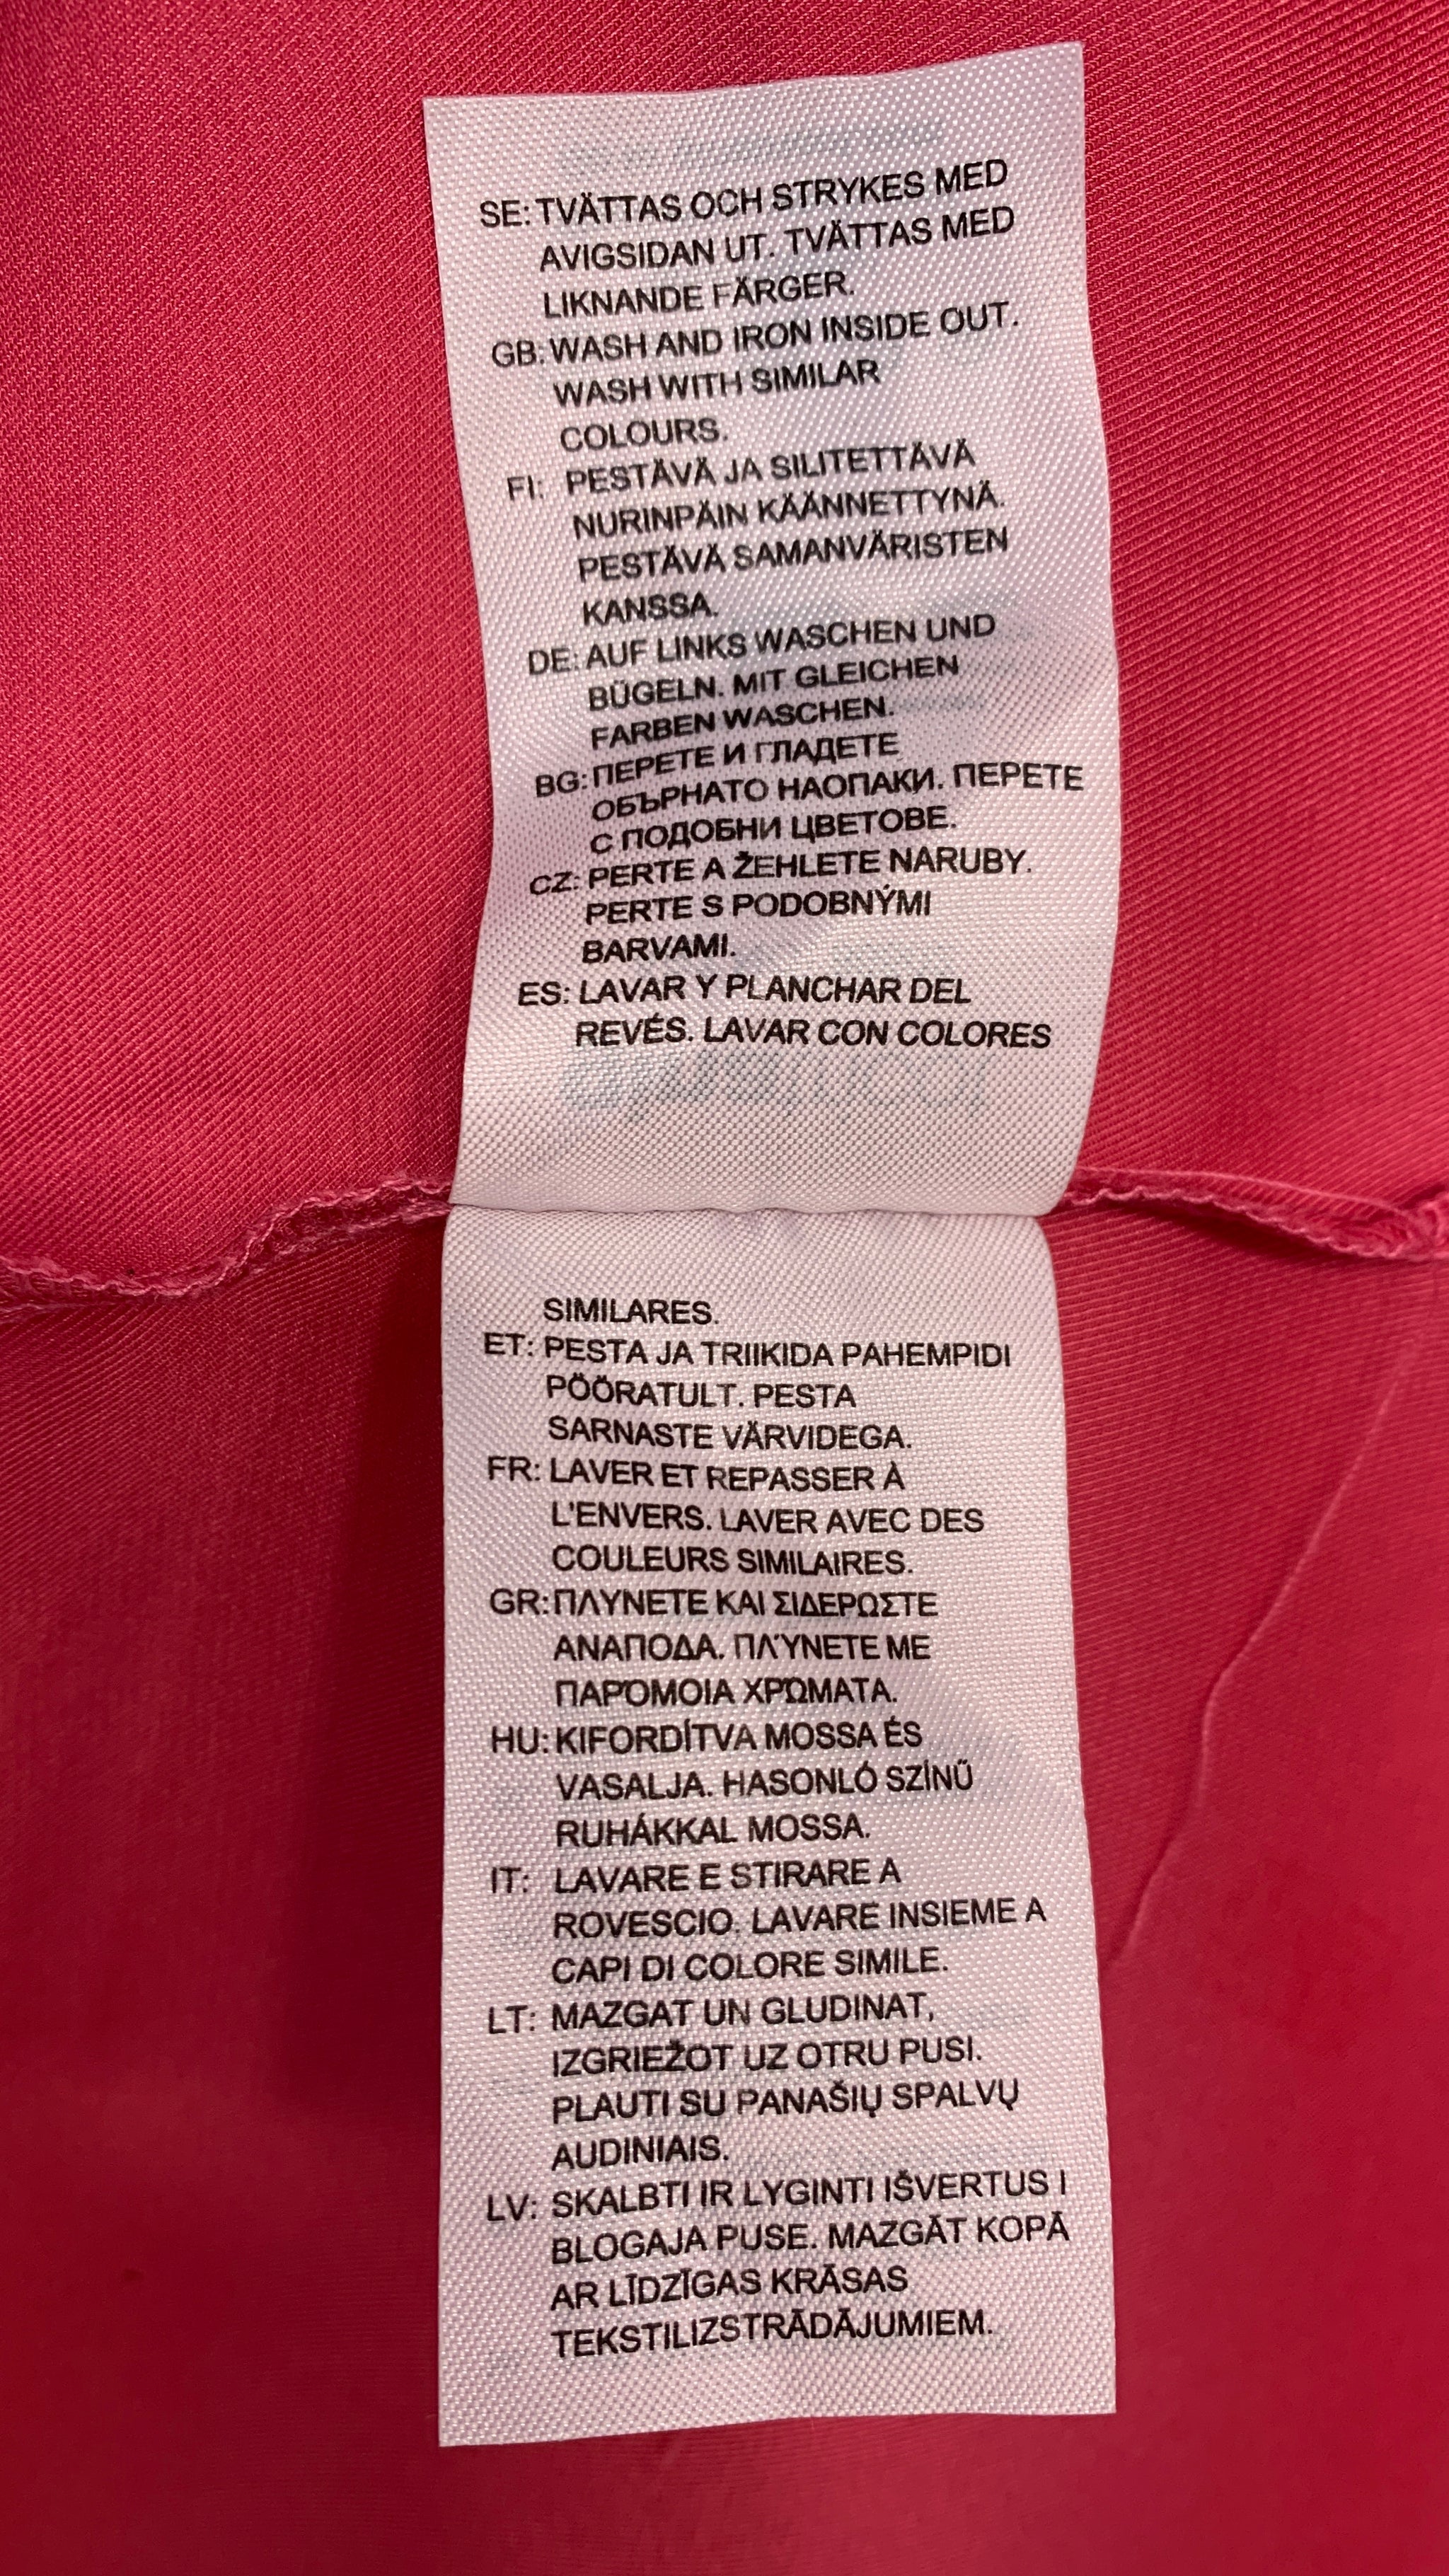 SE: TVÄTTAS OCH STRYKES MED
AVIGSIDAN UT. TVÄTTAS MED
LIKNANDE FÄRGER.
GB: WASH AND IRON INSIDE OUT.
WASH WITH SIMILAR
COLOURS.
FI: PESTÄVÄ JA SILITETTÄVÄ
NURINPÄIN KÄÄNNETTYNÄ.
PESTÄVÄ SAMANVÄRISTEN
KANSSA.
DE: AUF LINKS WASCHEN UND
BÜGELN. MIT GLEICHEN
FARBEN WASCHEN.
BG: ПЕРЕТЕ И ГЛАДЕТЕ
ОБЪРНАТО НАОПАКИ. ПЕРЕТЕ
С ПОДОБНИ ЦВЕТОВЕ.
CZ: PERTE A ŽEHLETE NARUBY.
PERTE S PODOBNÝMI
BARVAMI.
ES: LAVAR Y PLANCHAR DEL
REVÉS. LAVAR CON COLORES
SIMILARES.
ET: PESTA JA TRIIKIDA PAHEMPIDI
PÖÖRATULT. PESTA
SARNASTE VÄRVIDEGA.
FR: LAVER ET REPASSER À
L'ENVERS. LAVER AVEC DES
COULEURS SIMILAIRES.
GR: ΠΛΥΝΕΤΕ ΚΑΙ ΣΙΔΕΡΩΣΤΕ
ΑΝΑΠΟΔΑ. ΠΛΎΝΕΤΕ ΜΕ
ΠΑΡΌΜΟΙΑ ΧΡΏΜΑΤΑ.
HU: KIFORDÍTVA MOSSA ÉS
VASALJA. HASONLÓ SZÍNŰ
RUHÁKKAL MOSSA.
IT: LAVARE E STIRARE A
ROVESCIO. LAVARE INSIEME A
CAPI DI COLORE SIMILE.
LT: MAZGAT UN GLUDINAT,
IZGRIEŽOT UZ OTRU PUSI.
PLAUTI SU PANAŠIŲ SPALVŲ
AUDINIAIS.
LV: SKALBTI IR LYGINTI IŠVERTUS I
BLOGAJA PUSE. MAZGĀT KOPĀ
AR LĪDZĪGAS KRĀSAS
TEKSTILIZSTRĀDĀJUMIEM.